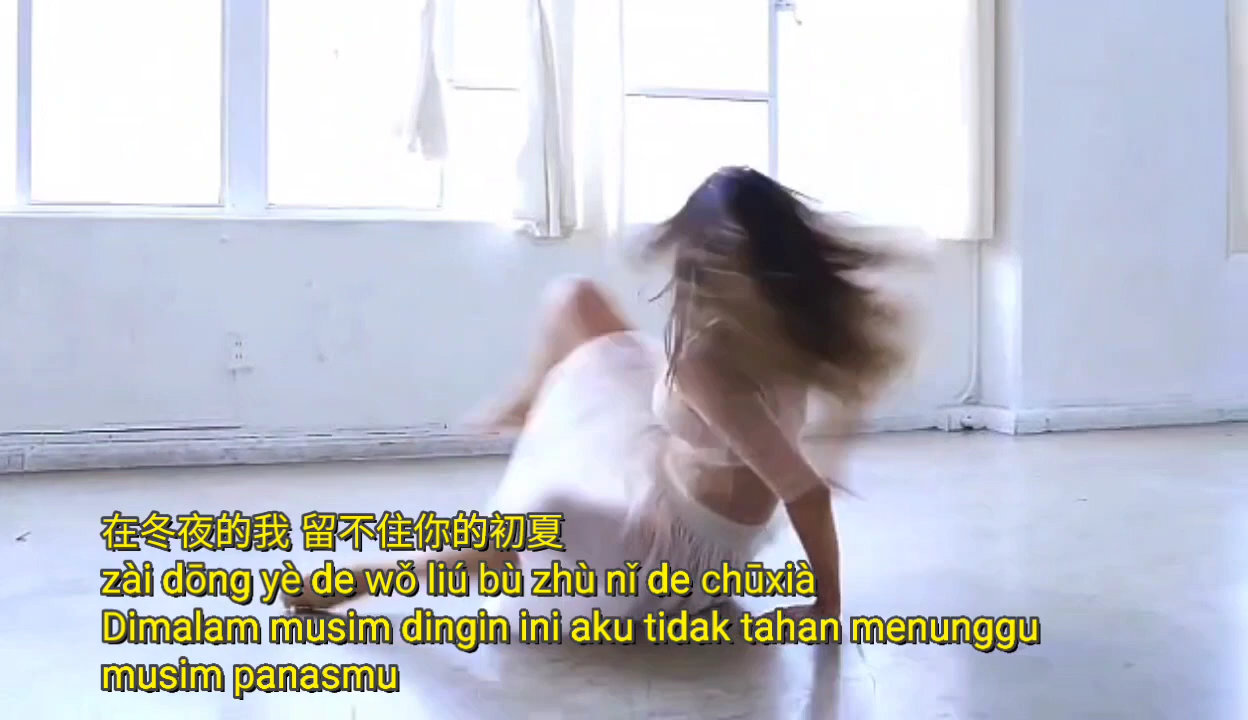 在冬夜的我 留不住你的初夏
zài dōng yè de wǒ liú bù zhù nǐ de chūxià
Dimalam musim dingin ini aku tidak tahan menunggu
musim panasmu